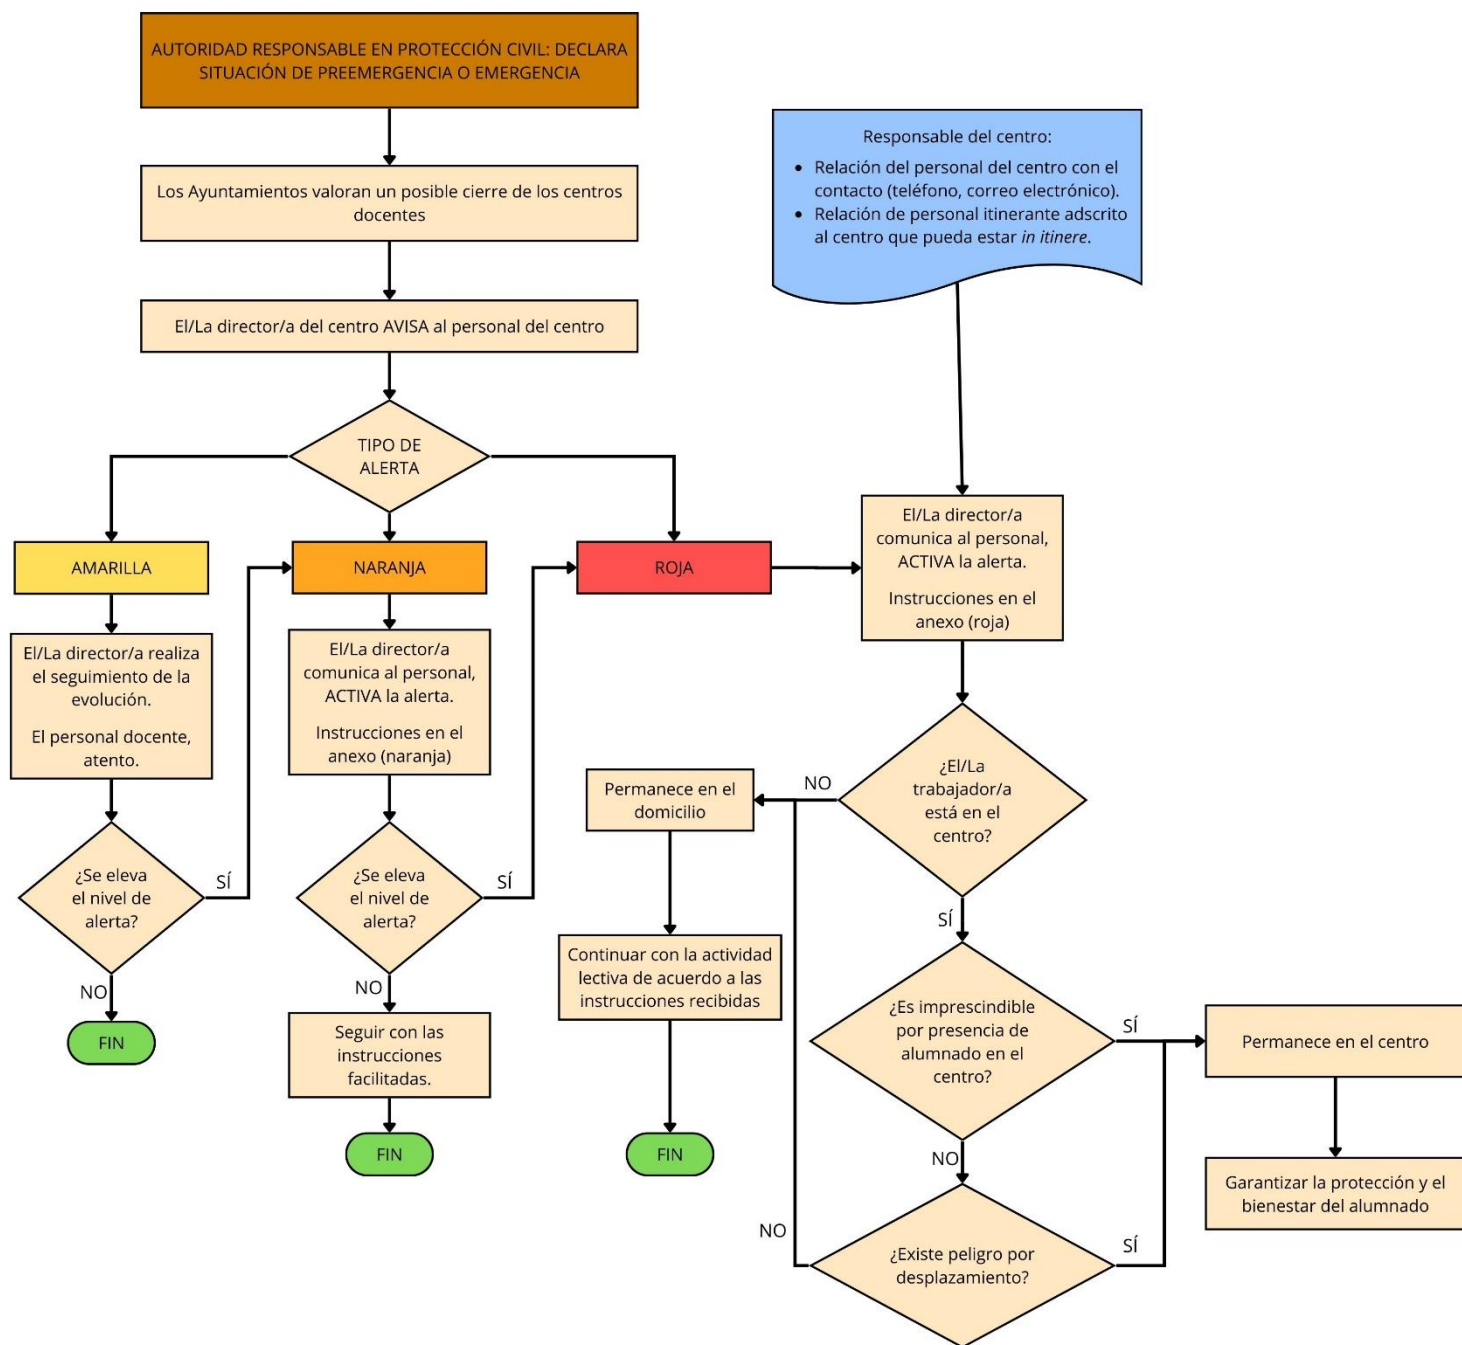 AUTORIDAD RESPONSABLE EN PROTECCIÓN CIVIL: DECLARA
SITUACIÓN DE PREEMERGENCIA O EMERGENCIA
Los Ayuntamientos valoran un posible cierre de los centros
docentes
El/La director/a del centro AVISA al personal del centro
Responsable del centro:
• Relación del personal del centro con el
contacto (teléfono, correo electrónico).
• Relación de personal itinerante adscrito
al centro que pueda estar in itinere.
TIPO DE
ALERTA
AMARILLA
El/La director/a realiza
el seguimiento de la
evolución.
El personal docente,
atento.
¿Se eleva
el nivel de
alerta?
SÍ
NO
FIN
NARANJA
El/La director/a
comunica al personal,
ACTIVA la alerta.
Instrucciones en el
anexo (naranja)
¿Se eleva
el nivel de
alerta?
SÍ
NO
Seguir con las
instrucciones
facilitadas.
FIN
ROJA
El/La director/a
comunica al personal,
ACTIVA la alerta.
Instrucciones en el
anexo (roja)
¿El/La
trabajador/a
está en el
centro?
NO
Permanece en el
domicilio
Continuar con la actividad
lectiva de acuerdo a las
instrucciones recibidas
FIN
SÍ
¿Es imprescindible
por presencia de
alumnado en el
centro?
SÍ
Permanece en el centro
Garantizar la protección y el
bienestar del alumnado
NO
¿Existe peligro por
desplazamiento?
NO
SÍ